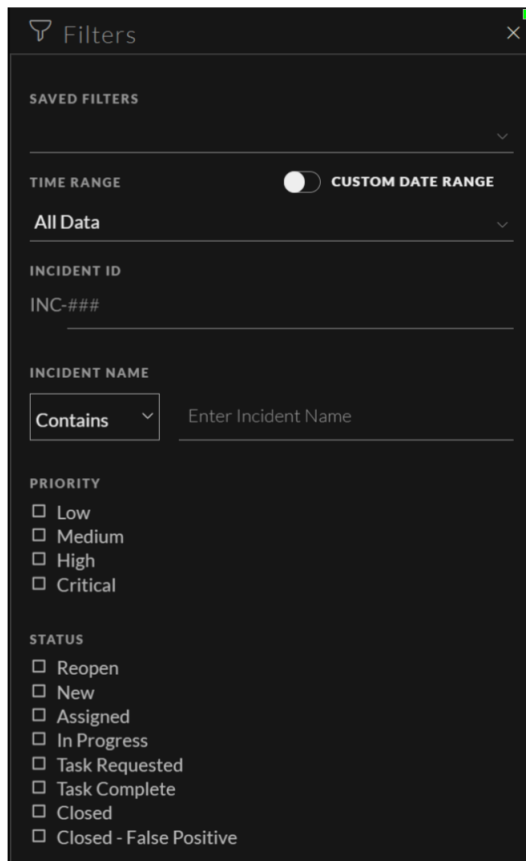 Filters
SAVED FILTERS
TIME RANGE CUSTOM DATE RANGE
All Data
INCIDENT ID
INC-###
INCIDENT NAME
Contains Enter Incident Name
PRIORITY
Low
Medium
High
Critical
STATUS
Reopen
New
Assigned
In Progress
Task Requested
Task Complete
Closed
Closed - False Positive